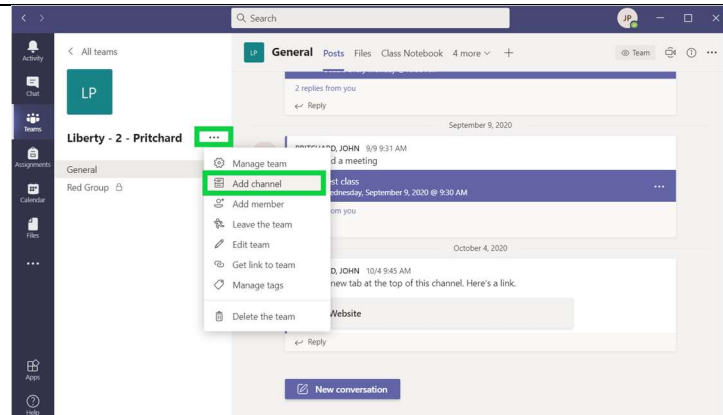 Search
JP
Activity
Chat
Teams
Assignments
Calendar
Files
Apps
Help
All teams
LP
Liberty - 2 - Pritchard
General
Red Group
Manage team
Add channel
Add member
Leave the team
Edit team
Get link to team
Manage tags
Delete the team
LP General Posts Files Class Notebook 4 more
Team
2 replies from you
Reply
September 9, 2020
PRITCHARD, JOHN 9/9 9:31 AM
d a meeting
est class
ednesday, September 9, 2020 @ 9:30 AM
om you
October 4, 2020
D, JOHN 10/4 9:45 AM
new tab at the top of this channel. Here's a link.
Website
Reply
New conversation